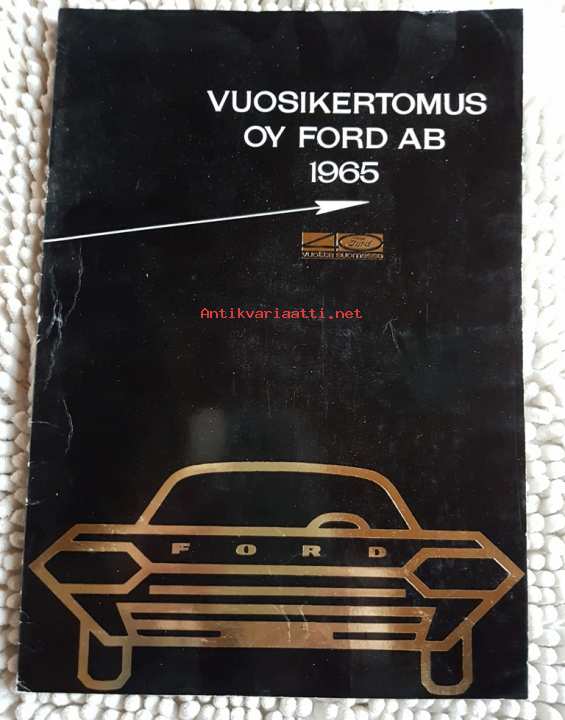 VUOSIKERTOMUS
OY FORD AB
1965
40 Ford
vuotta suomessa
Antikvariaatti.net
FORD